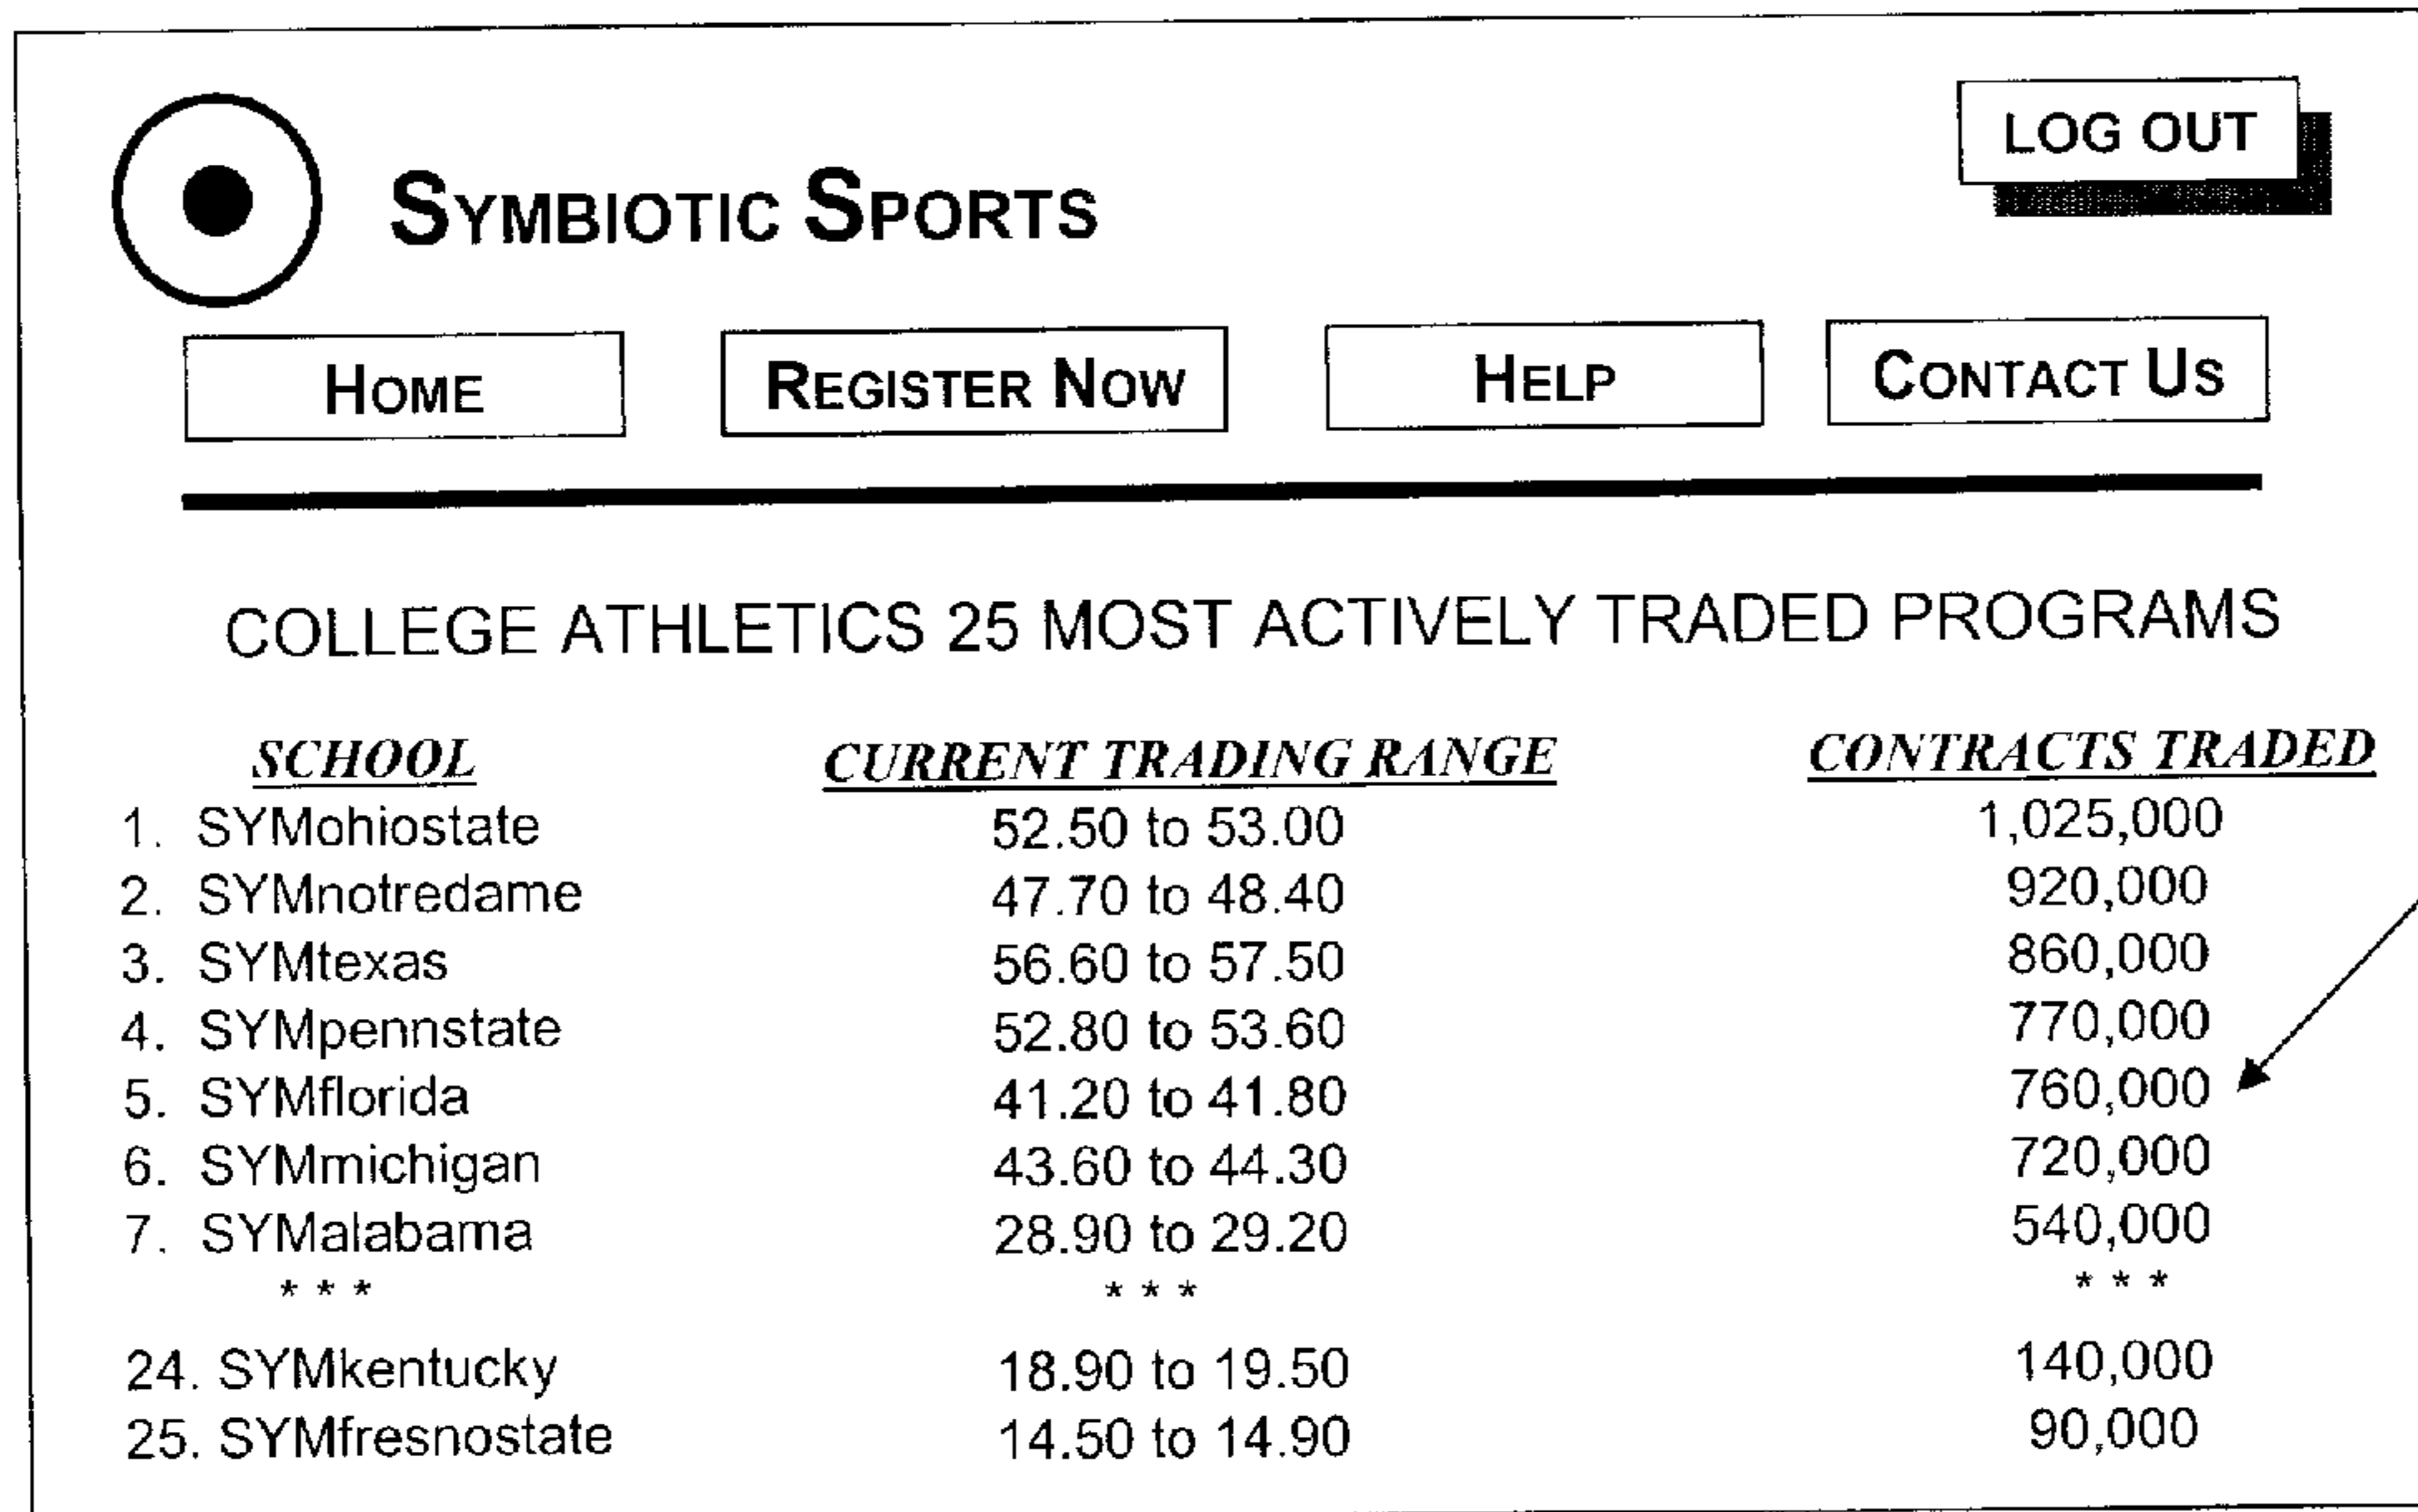 LOG OUT
SYMBIOTIC SPORTS
HOME REGISTER NOW HELP CONTACT US
COLLEGE ATHLETICS 25 MOST ACTIVELY TRADED PROGRAMS
SCHOOL CURRENT TRADING RANGE CONTRACTS TRADED
1. SYMohiostate 52.50 to 53.00 1,025,000
2. SYMnotredame 47.70 to 48.40 920,000
3. SYMtexas 56.60 to 57.50 860,000
4. SYMpennstate 52.80 to 53.60 770,000
5. SYMflorida 41.20 to 41.80 760,000
6. SYMmichigan 43.60 to 44.30 720,000
7. SYMalabama 28.90 to 29.20 540,000
* * * * * * * * *
24. SYMkentucky 18.90 to 19.50 140,000
25. SYMfresnostate 14.50 to 14.90 90,000